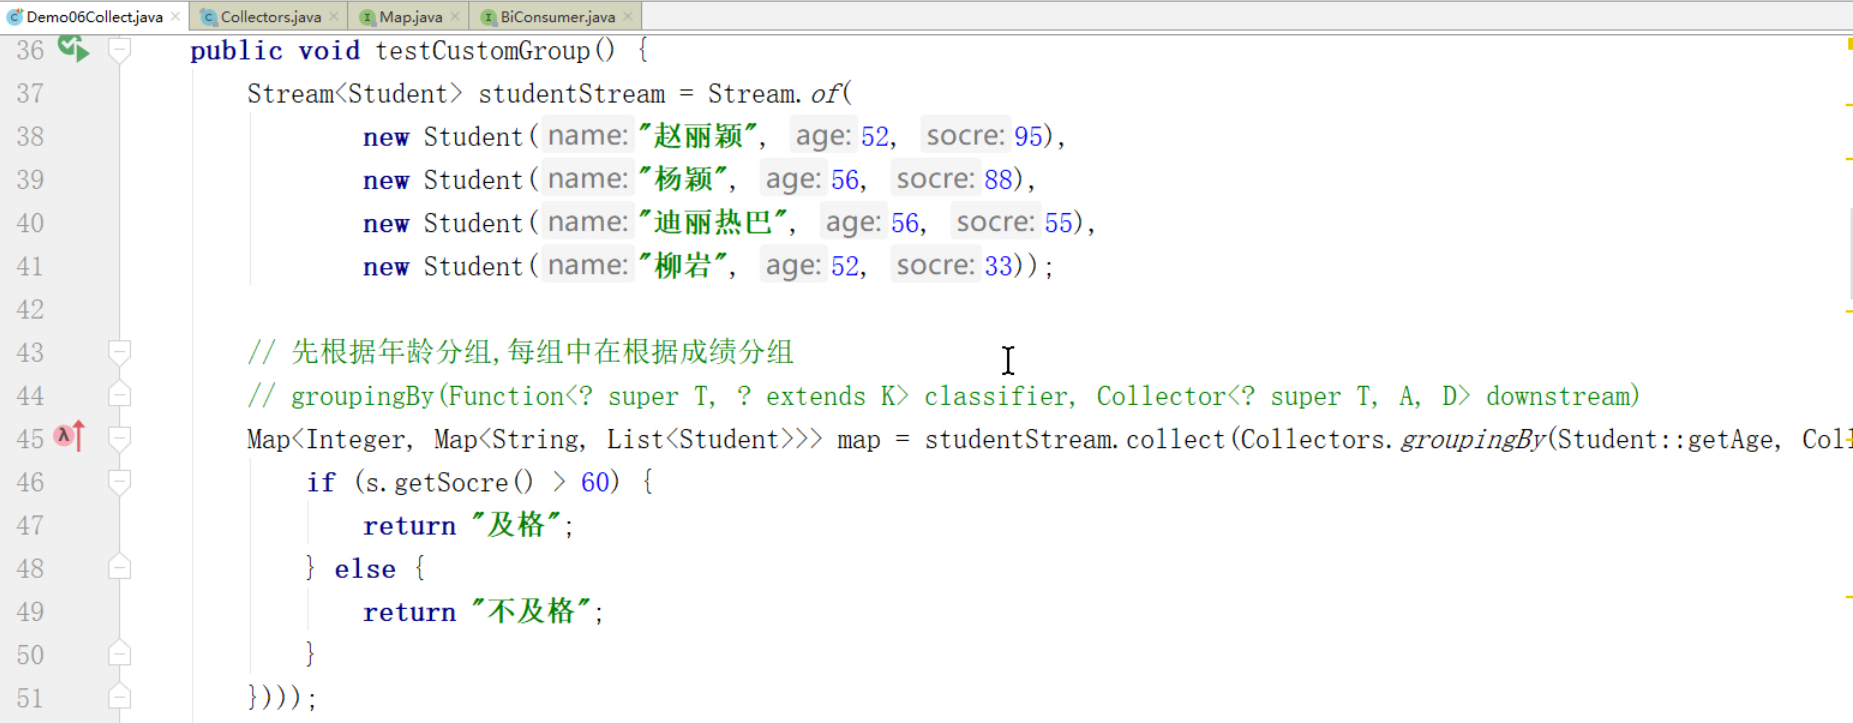 Demo06Collect.java Collectors.java Map.java BiConsumer.java
36 public void testCustomGroup() {
37 Stream<Student> studentStream = Stream.of(
38 new Student( name: "赵丽颖", age: 52, socre: 95),
39 new Student( name: "杨颖", age: 56, socre: 88),
40 new Student( name: "迪丽热巴", age: 56, socre: 55),
41 new Student( name: "柳岩", age: 52, socre: 33));
42
43 // 先根据年龄分组,每组中在根据成绩分组
44 // groupingBy(Function<? super T, ? extends K> classifier, Collector<? super T, A, D> downstream)
45 Map<Integer, Map<String, List<Student>>> map = studentStream.collect(Collectors.groupingBy(Student::getAge, Coll
46 if (s.getSocre() > 60) {
47 return "及格";
48 } else {
49 return "不及格";
50 }
51 })));